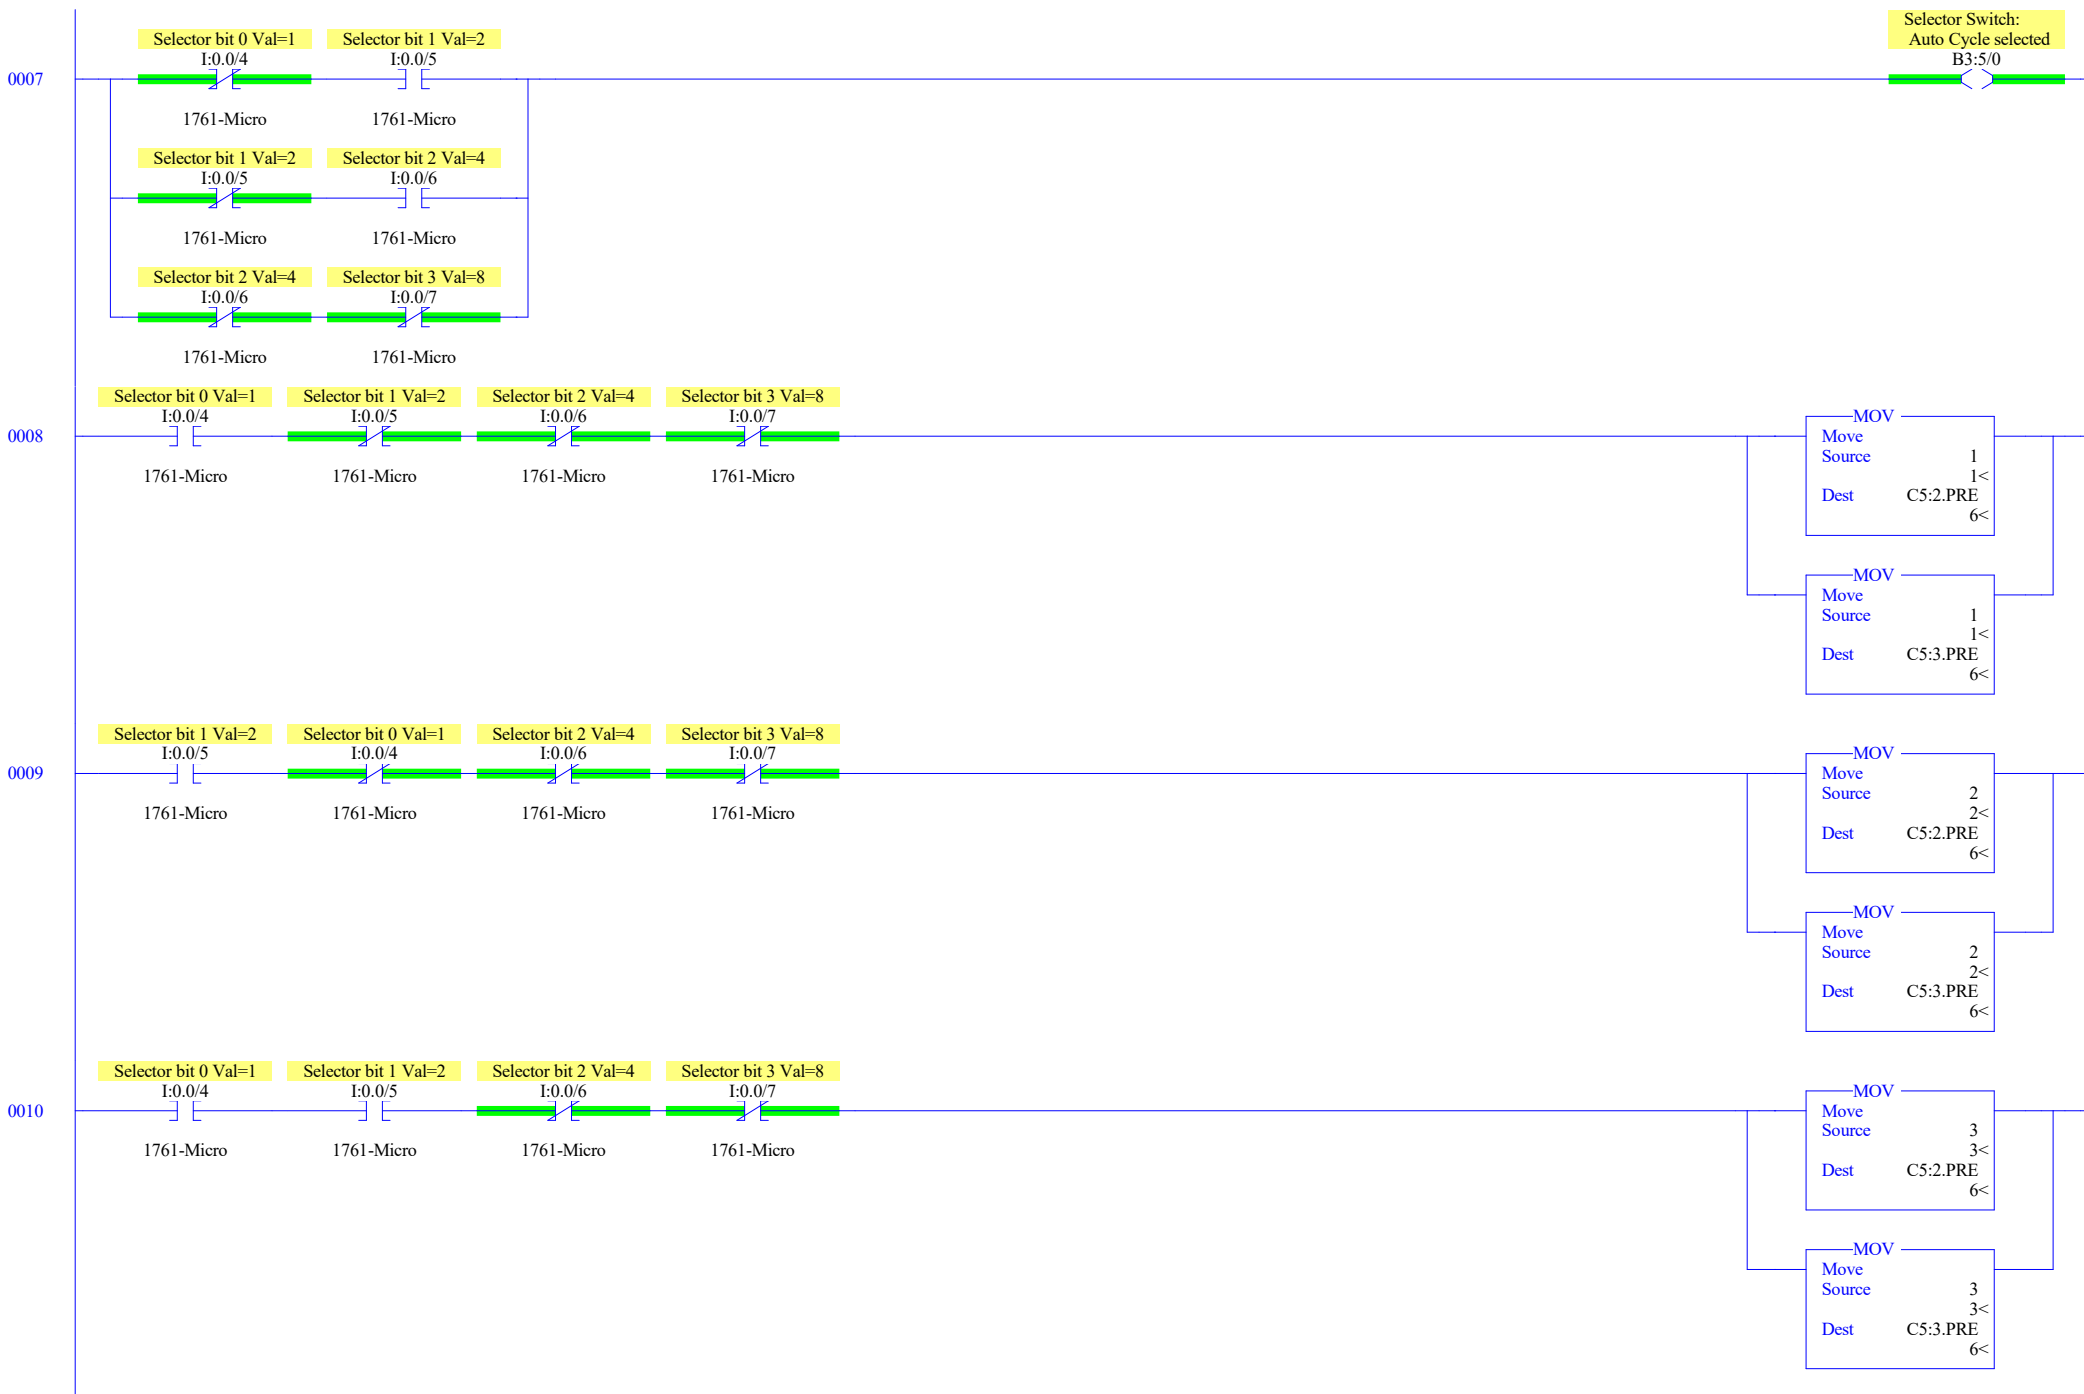 Selector Switch:
Auto Cycle selected
Selector bit 0 Val=1 Selector bit 1 Val=2
I:0.0/4 I:0.0/5 B3:5/0
0007
1761-Micro 1761-Micro
Selector bit 1 Val=2 Selector bit 2 Val=4
I:0.0/5 I:0.0/6
1761-Micro 1761-Micro
Selector bit 2 Val=4 Selector bit 3 Val=8
I:0.0/6 I:0.0/7
1761-Micro 1761-Micro
Selector bit 0 Val=1 Selector bit 1 Val=2 Selector bit 2 Val=4 Selector bit 3 Val=8
I:0.0/4 I:0.0/5 I:0.0/6 I:0.0/7 MOV
0008 Move
Source 1
1761-Micro 1761-Micro 1761-Micro 1761-Micro 1<
Dest C5:2.PRE
6<
MOV
Move
Source 1
1<
Dest C5:3.PRE
6<
Selector bit 1 Val=2 Selector bit 0 Val=1 Selector bit 2 Val=4 Selector bit 3 Val=8
I:0.0/5 I:0.0/4 I:0.0/6 I:0.0/7 MOV
0009 Move
Source 2
1761-Micro 1761-Micro 1761-Micro 1761-Micro 2<
Dest C5:2.PRE
6<
MOV
Move
Source 2
2<
Dest C5:3.PRE
6<
Selector bit 0 Val=1 Selector bit 1 Val=2 Selector bit 2 Val=4 Selector bit 3 Val=8
I:0.0/4 I:0.0/5 I:0.0/6 I:0.0/7 MOV
0010 Move
Source 3
1761-Micro 1761-Micro 1761-Micro 1761-Micro 3<
Dest C5:2.PRE
6<
MOV
Move
Source 3
3<
Dest C5:3.PRE
6<